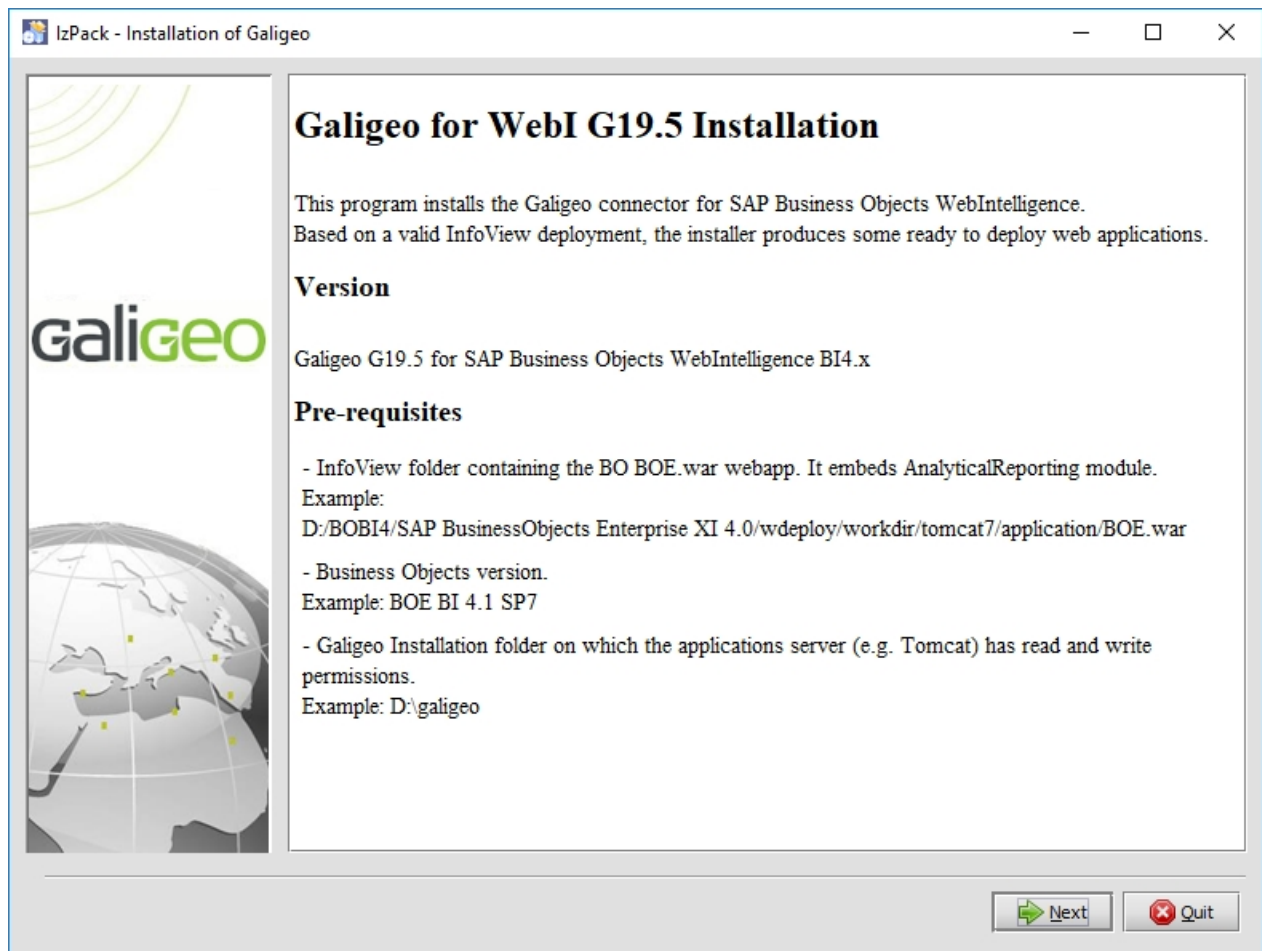 IzPack - Installation of Galigeo
Galigeo for WebI G19.5 Installation
This program installs the Galigeo connector for SAP Business Objects WebIntelligence.
Based on a valid InfoView deployment, the installer produces some ready to deploy web applications.
Version
galigeo
Galigeo G19.5 for SAP Business Objects WebIntelligence BI4.x
Pre-requisites
- InfoView folder containing the BO BOE.war webapp. It embeds AnalyticalReporting module.
Example:
D:/BOBI4/SAP BusinessObjects Enterprise XI 4.0/wdeploy/workdir/tomcat7/application/BOE.war
- Business Objects version.
Example: BOE BI 4.1 SP7
- Galigeo Installation folder on which the applications server (e.g. Tomcat) has read and write
permissions.
Example: D:\galigeo
Next
Quit